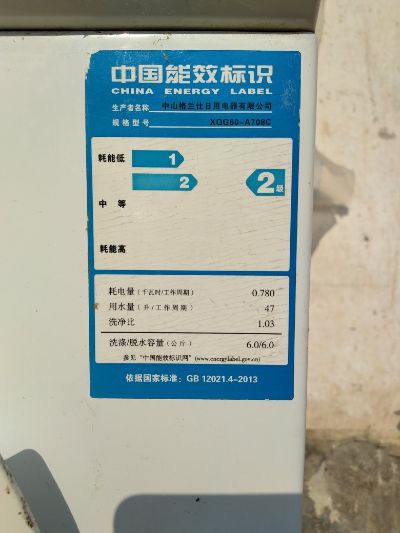 中国能效标识
CHINA ENERGY LABEL
生产者名称 中山格兰仕日用电器有限公司
规格型号 XQG60-A708C
耗能低 1
2
2级
中等
耗能高
耗电量(千瓦时/工作周期) 0.780
用水量(升/工作周期) 47
洗净比 1.03
洗涤/脱水容量(公斤) 6.0/6.0
参见“中国能效标识网”(www.energylabel.gov.cn)
依据国家标准:GB 12021.4-2013